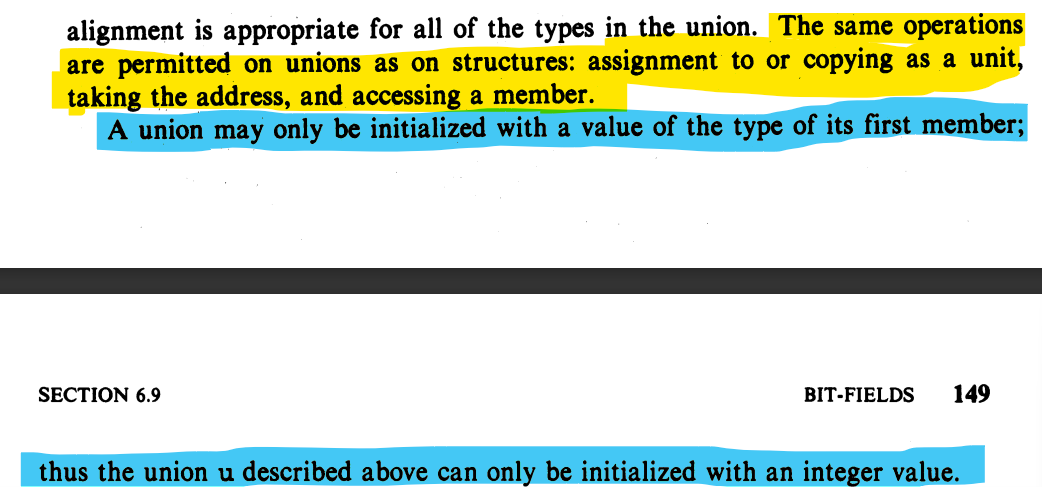 alignment is appropriate for all of the types in the union. The same operations
are permitted on unions as on structures: assignment to or copying as a unit,
taking the address, and accessing a member.
A union may only be initialized with a value of the type of its first member;
SECTION 6.9 BIT-FIELDS 149
thus the union u described above can only be initialized with an integer value.